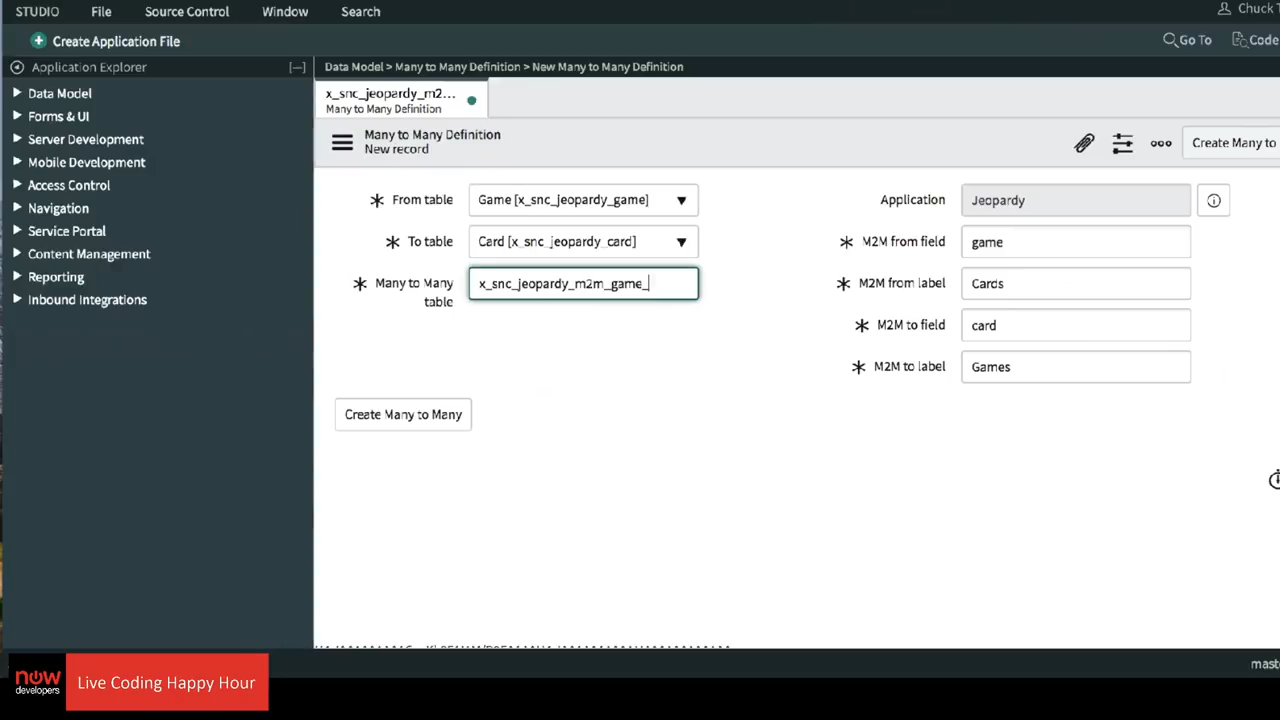 STUDIO File Source Control Window Search Chuck T
Create Application File Go To Code
Application Explorer Data Model > Many to Many Definition > New Many to Many Definition
x_snc_jeopardy_m2...
Many to Many Definition
Many to Many Definition
New record
Create Many to
Data Model
Forms & UI
Server Development
Mobile Development
Access Control
Navigation
Service Portal
Content Management
Reporting
Inbound Integrations
From table Game [x_snc_jeopardy_game] Application Jeopardy
To table Card [x_snc_jeopardy_card] M2M from field game
Many to Many table x_snc_jeopardy_m2m_game_ M2M from label Cards
M2M to field card
M2M to label Games
Create Many to Many
now
developers
Live Coding Happy Hour